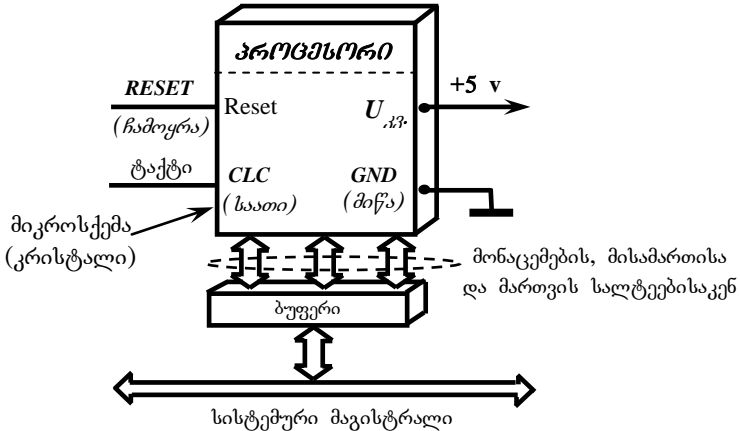 პროცესორი
RESET
(ჩამოყრა)
Reset
U კვ.
+5 v
ტაქტი
CLC
(საათი)
GND
(მიწა)
მიკროსქემა
(კრისტალი)
მონაცემების, მისამართისა
და მართვის სალტეებისაკენ
ბუფერი
სისტემური მაგისტრალი